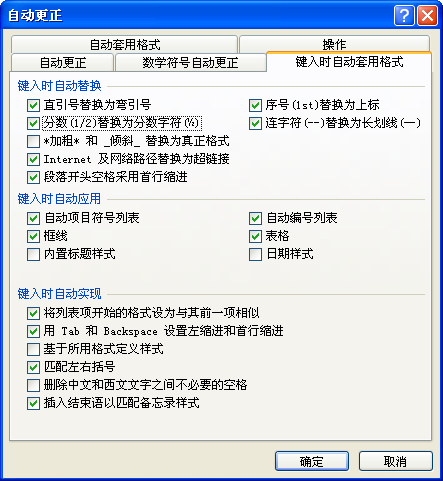 自动更正
自动套用格式 操作
自动更正 数学符号自动更正 键入时自动套用格式
键入时自动替换
直引号替换为弯引号 序号(1st)替换为上标
分数(1/2)替换为分数字符(½) 连字符(--)替换为长划线(—)
*加粗* 和 _倾斜_ 替换为真正格式
Internet 及网络路径替换为超链接
段落开头空格采用首行缩进
键入时自动应用
自动项目符号列表 自动编号列表
框线 表格
内置标题样式 日期样式
键入时自动实现
将列表项开始的格式设为与其前一项相似
用 Tab 和 Backspace 设置左缩进和首行缩进
基于所用格式定义样式
匹配左右括号
删除中文和西文文字之间不必要的空格
插入结束语以匹配备忘录样式
确定 取消